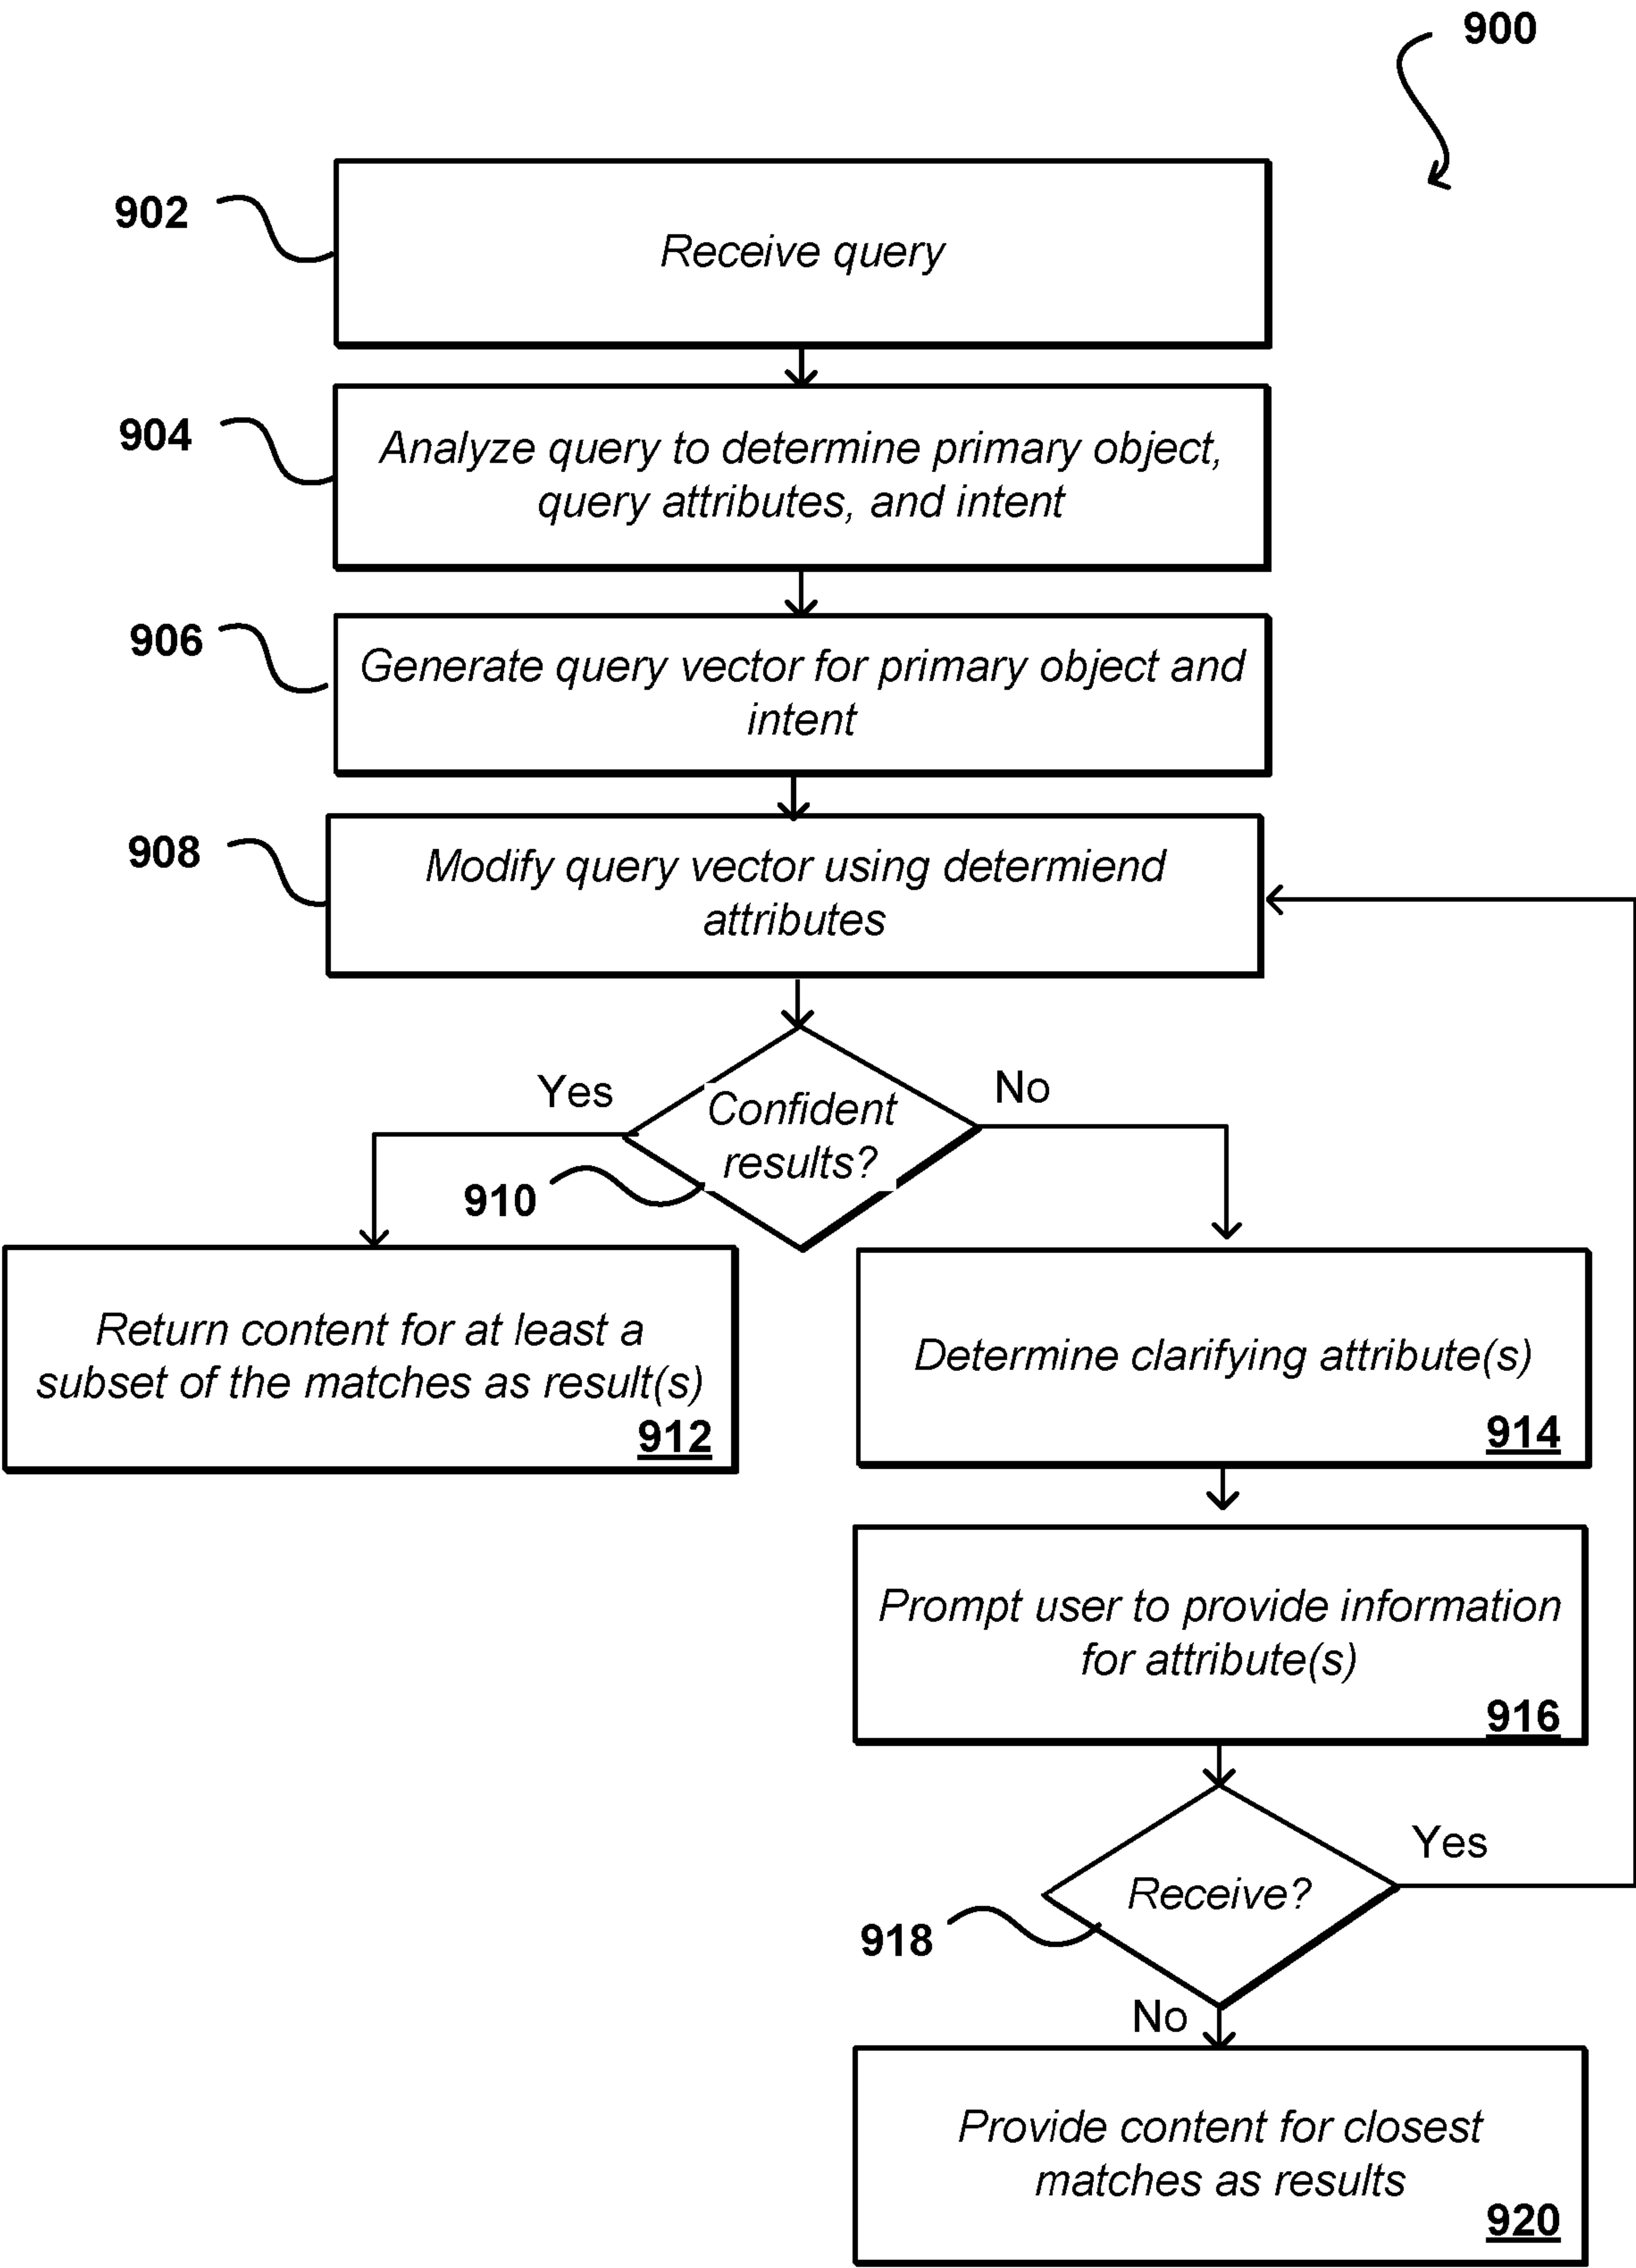 900
902
Receive query
904
Analyze query to determine primary object,
query attributes, and intent
906
Generate query vector for primary object and
intent
908
Modify query vector using determiend
attributes
Yes
No
Confident
results?
910
Return content for at least a
subset of the matches as result(s)
912
Determine clarifying attribute(s)
914
Prompt user to provide information
for attribute(s)
916
Yes
Receive?
918
No
Provide content for closest
matches as results
920